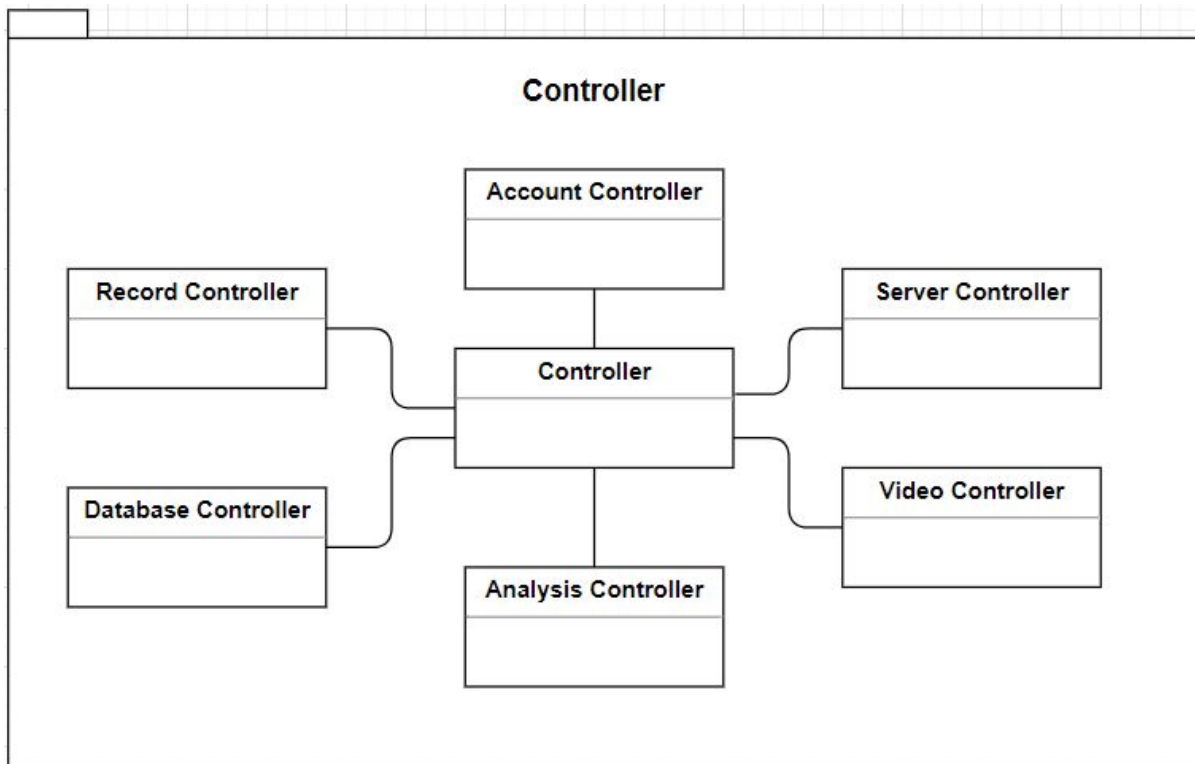 Controller
Account Controller
Record Controller
Server Controller
Controller
Video Controller
Database Controller
Analysis Controller